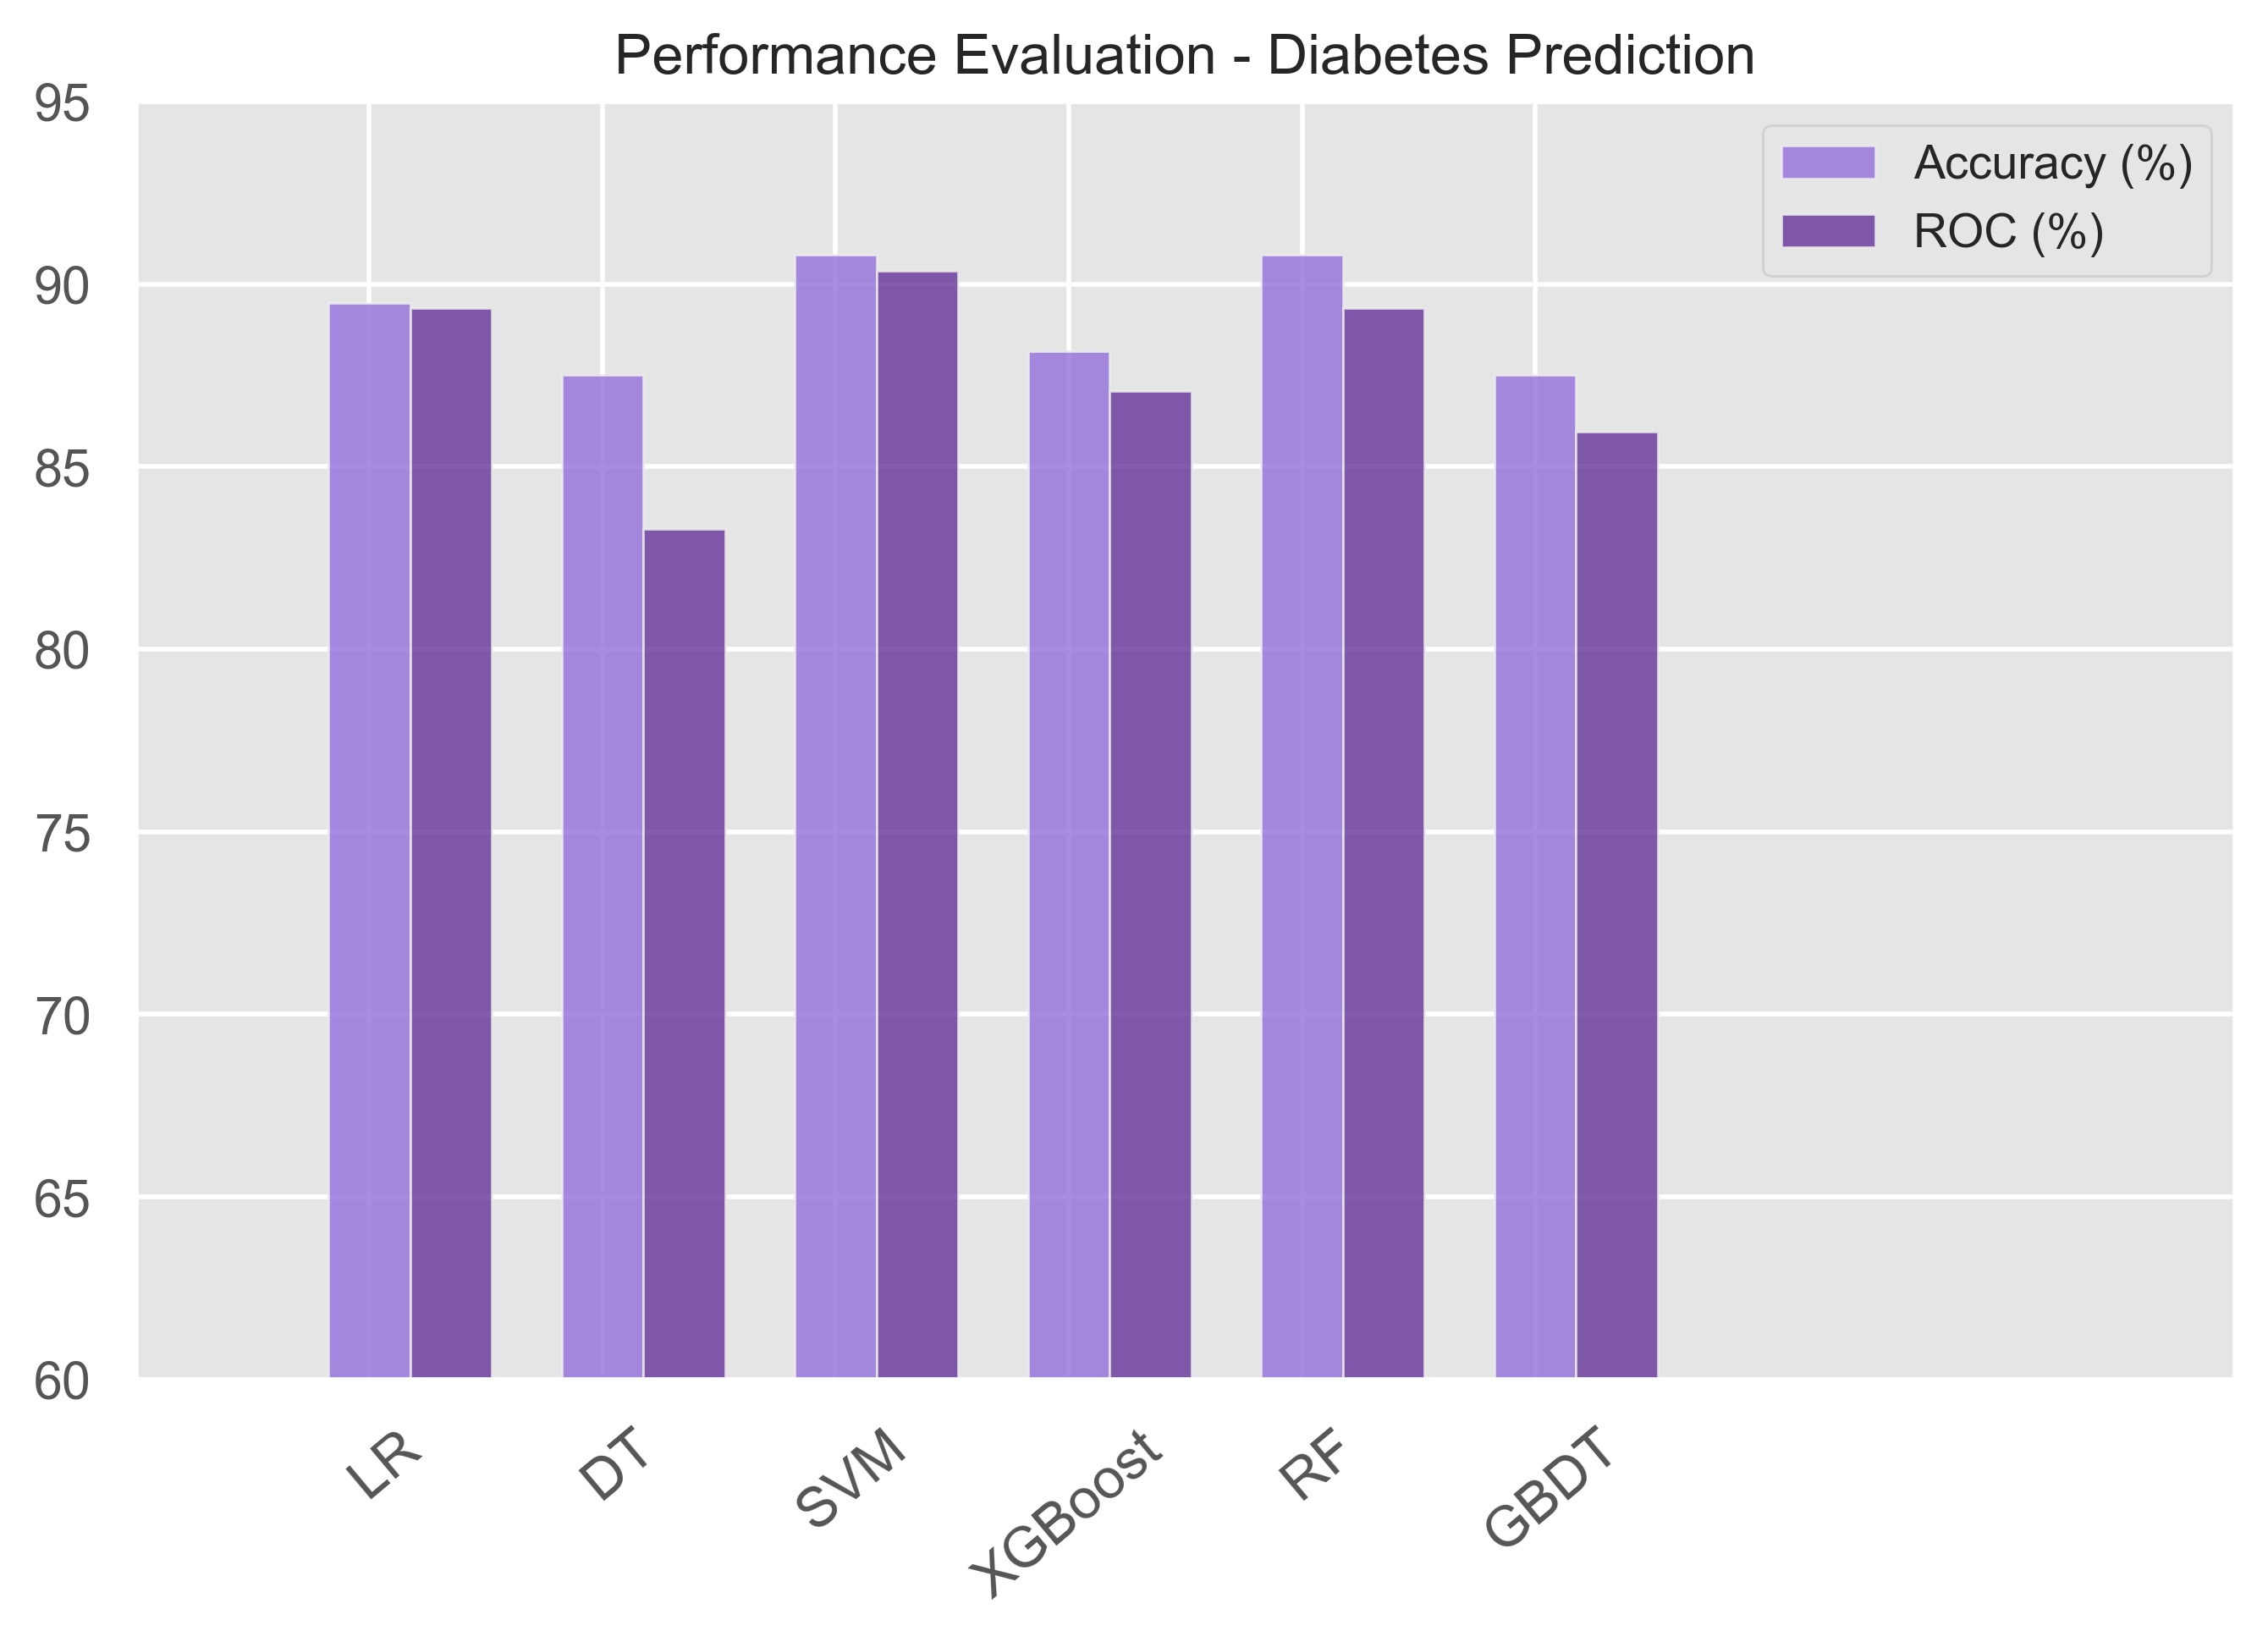 Performance Evaluation - Diabetes Prediction
95
90
85
80
75
70
65
60
Accuracy (%)
ROC (%)
LR
DT
SVM
XGBoost
RF
GBDT